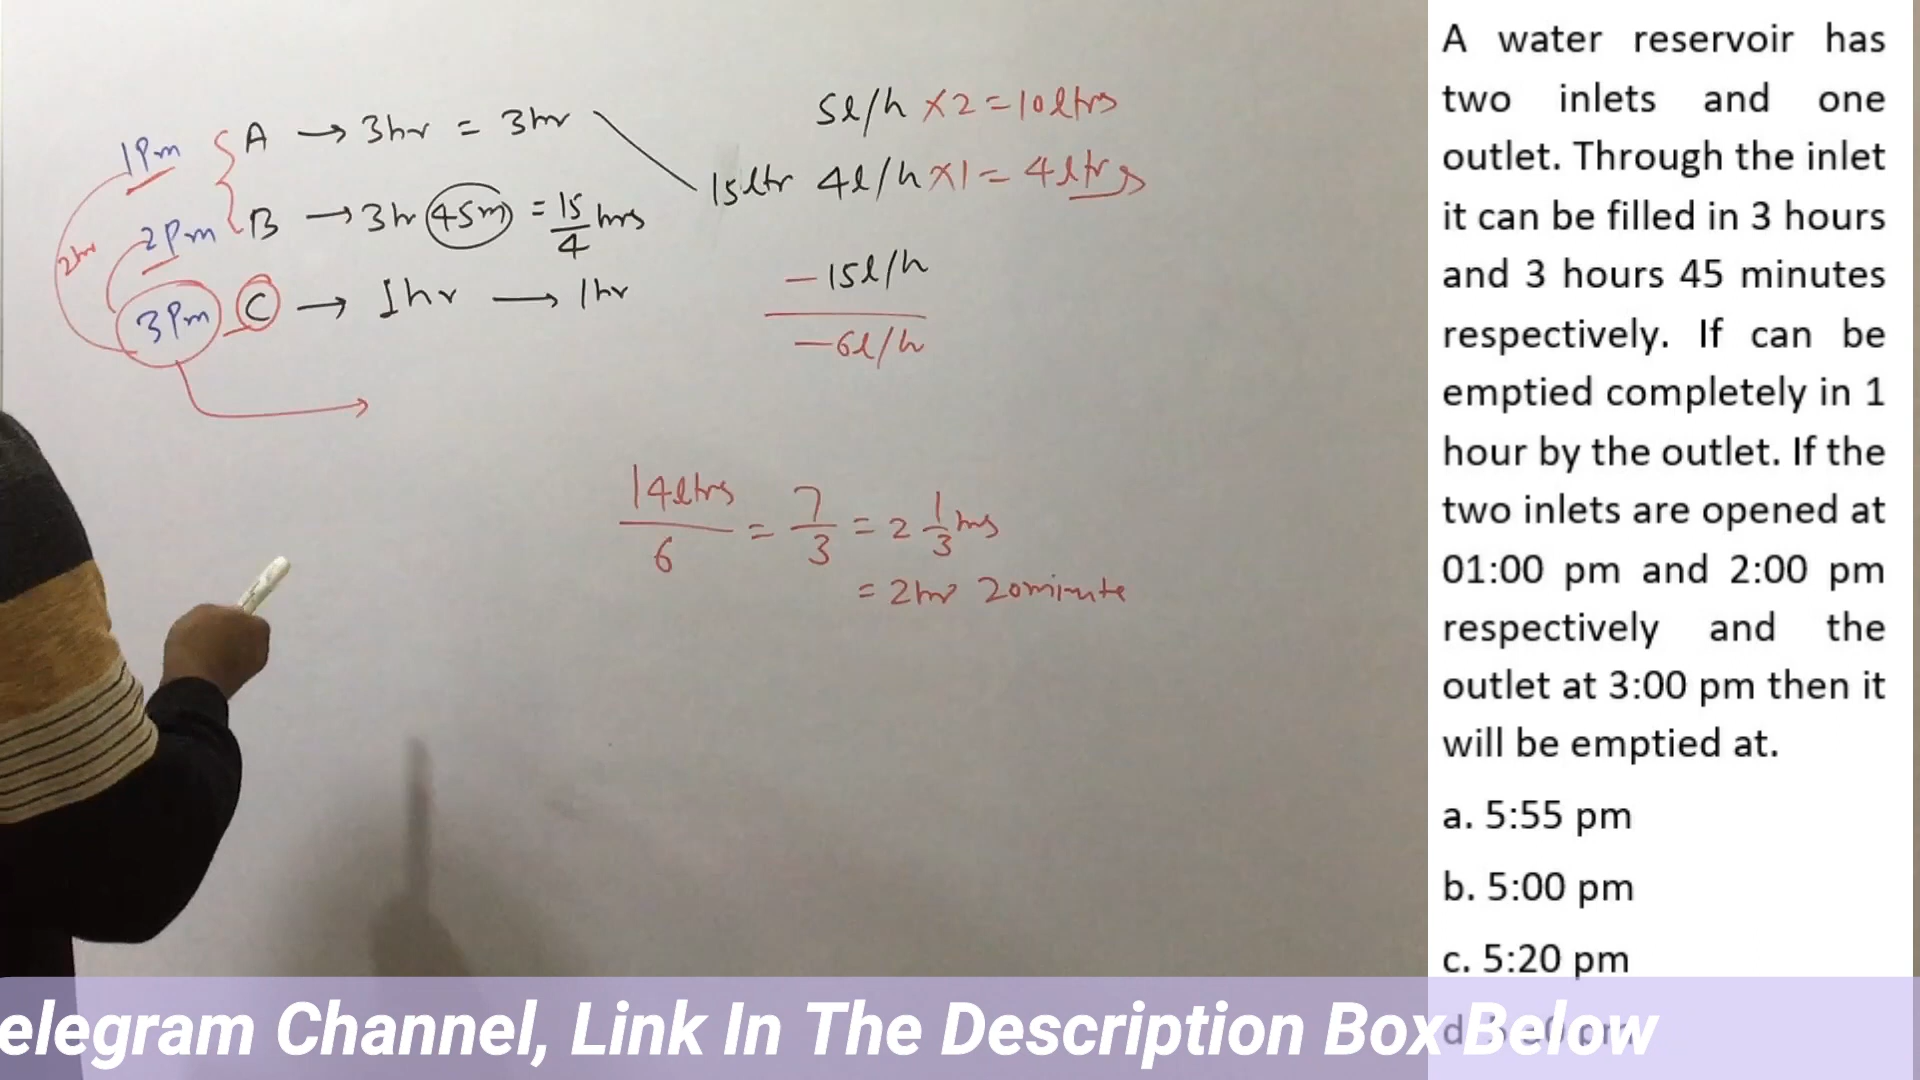 1Pm A → 3hr = 3hr
2Pm B → 3hr 45m = 15/4 hrs
2hr
3Pm C → 1hr → 1hr
5l/h × 2 = 10ltrs
15ltr 4l/h × 1 = 4ltrs
— 15l/h
— 6l/h
14ltrs/6 = 7/3 = 2 1/3 hrs
= 2hr 20minute
A water reservoir has
two inlets and one
outlet. Through the inlet
it can be filled in 3 hours
and 3 hours 45 minutes
respectively. If can be
emptied completely in 1
hour by the outlet. If the
two inlets are opened at
01:00 pm and 2:00 pm
respectively and the
outlet at 3:00 pm then it
will be emptied at.
a. 5:55 pm
b. 5:00 pm
c. 5:20 pm
d.
elegram Channel, Link In The Description Box Below